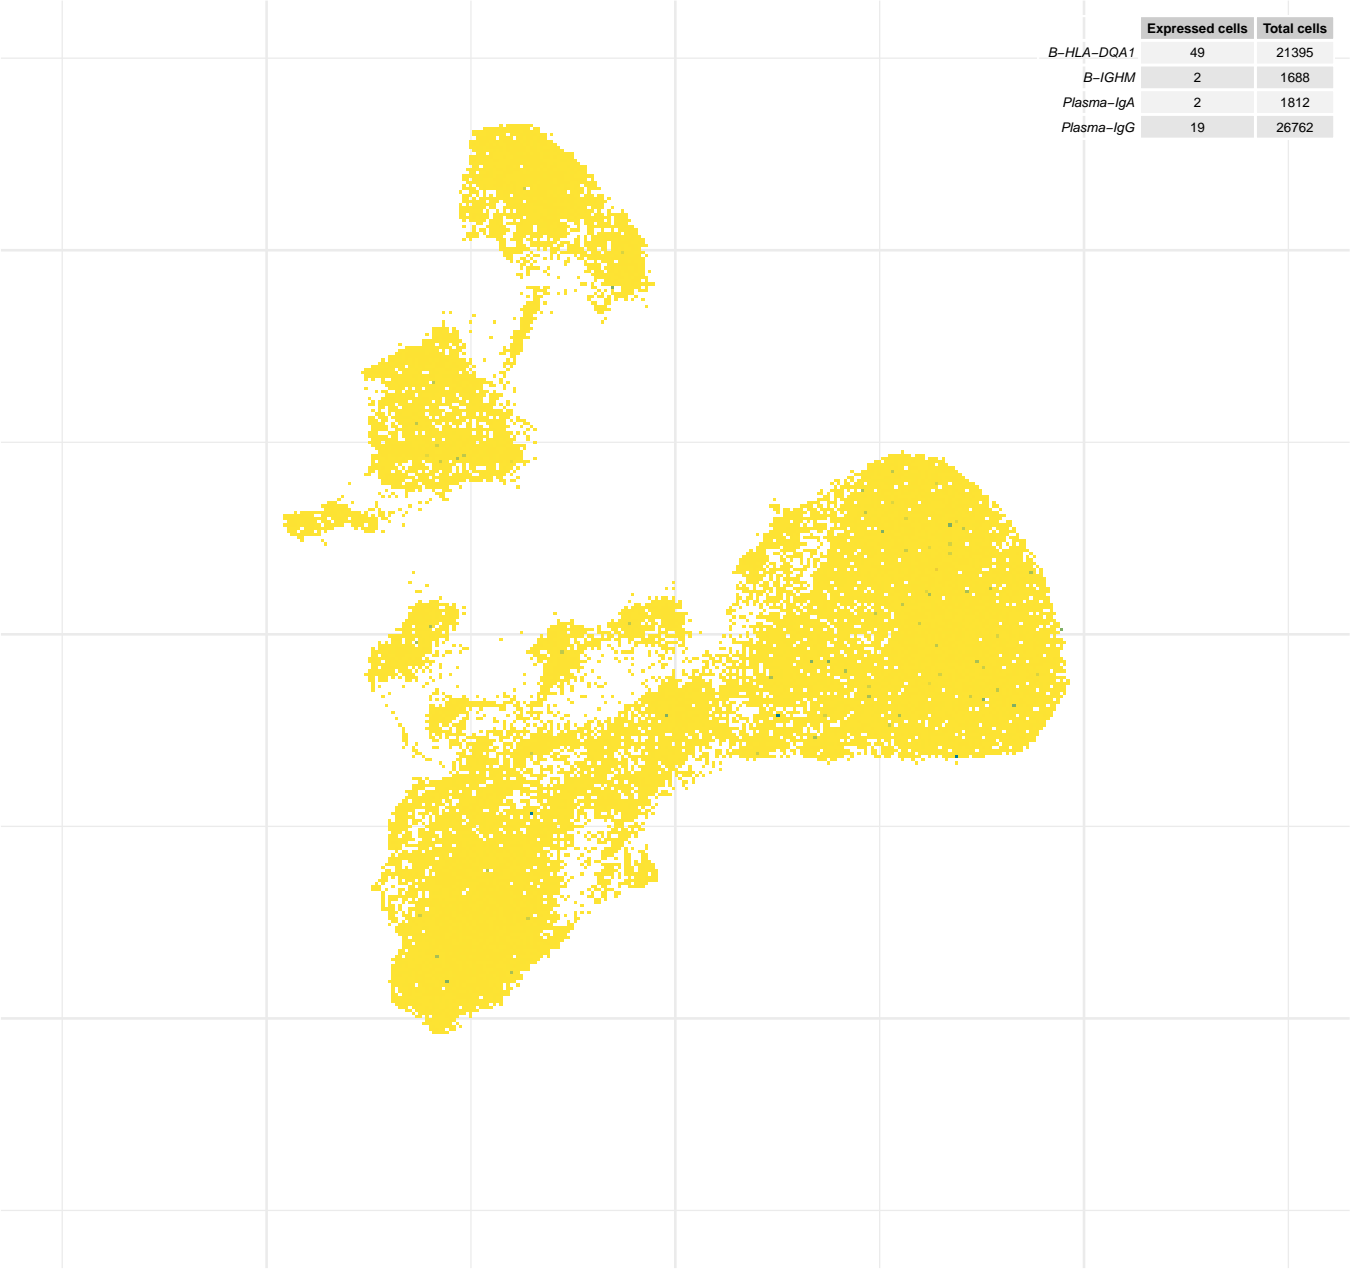 Expressed cells Total cells
B−HLA−DQA1 49 21395
B−IGHM 2 1688
Plasma−IgA 2 1812
Plasma−IgG 19 26762